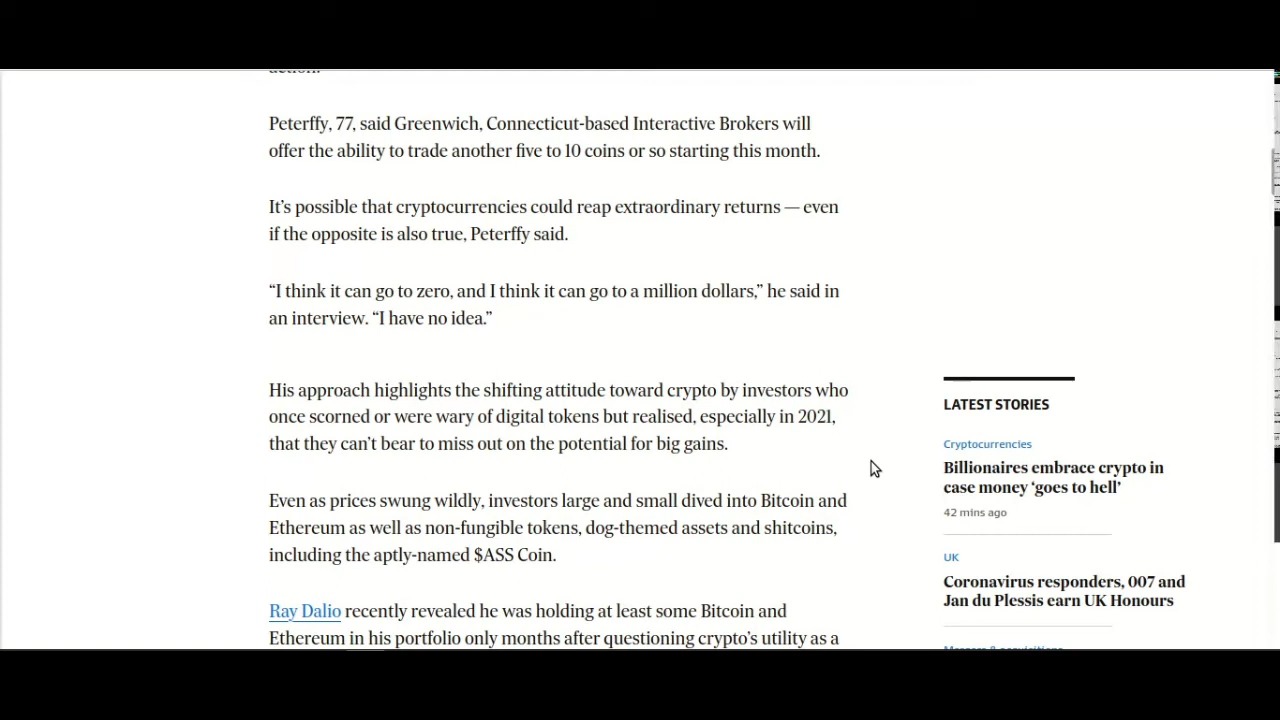 action.
Peterffy, 77, said Greenwich, Connecticut-based Interactive Brokers will
offer the ability to trade another five to 10 coins or so starting this month.
It’s possible that cryptocurrencies could reap extraordinary returns — even
if the opposite is also true, Peterffy said.
“I think it can go to zero, and I think it can go to a million dollars,” he said in
an interview. “I have no idea.”
His approach highlights the shifting attitude toward crypto by investors who
once scorned or were wary of digital tokens but realised, especially in 2021,
that they can’t bear to miss out on the potential for big gains.
Even as prices swung wildly, investors large and small dived into Bitcoin and
Ethereum as well as non-fungible tokens, dog-themed assets and shitcoins,
including the aptly-named $ASS Coin.
Ray Dalio recently revealed he was holding at least some Bitcoin and
Ethereum in his portfolio only months after questioning crypto’s utility as a
LATEST STORIES
Cryptocurrencies
Billionaires embrace crypto in
case money ‘goes to hell’
42 mins ago
UK
Coronavirus responders, 007 and
Jan du Plessis earn UK Honours
Mergers & acquisitions